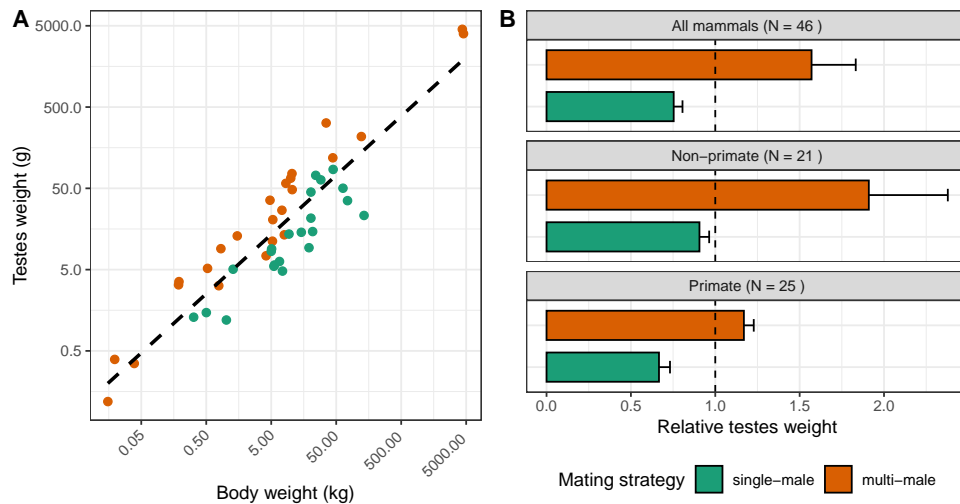 A
Testes weight (g)
5000.0
500.0
50.0
5.0
0.5
0.05
0.50
5.00
50.00
500.00
5000.00
Body weight (kg)
B
All mammals (N = 46 )
Non−primate (N = 21 )
Primate (N = 25 )
0.0
0.5
1.0
1.5
2.0
Relative testes weight
Mating strategy
single−male
multi−male